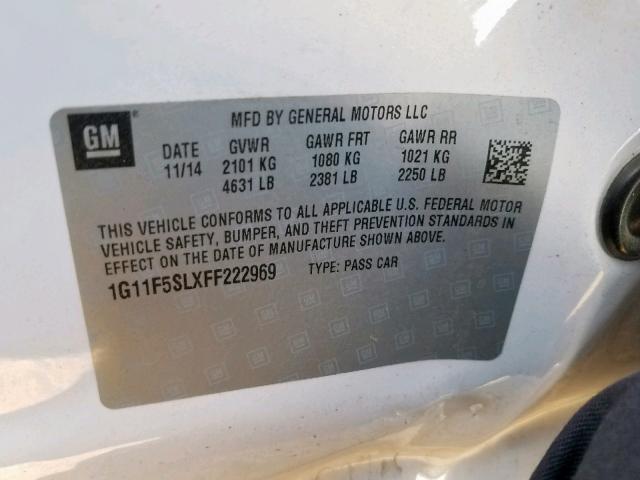 GM
MFD BY GENERAL MOTORS LLC
DATE GVWR GAWR FRT GAWR RR
11/14 2101 KG 1080 KG 1021 KG
4631 LB 2381 LB 2250 LB
THIS VEHICLE CONFORMS TO ALL APPLICABLE U.S. FEDERAL MOTOR
VEHICLE SAFETY, BUMPER, AND THEFT PREVENTION STANDARDS IN
EFFECT ON THE DATE OF MANUFACTURE SHOWN ABOVE.
1G11F5SLXFF222969 TYPE: PASS CAR